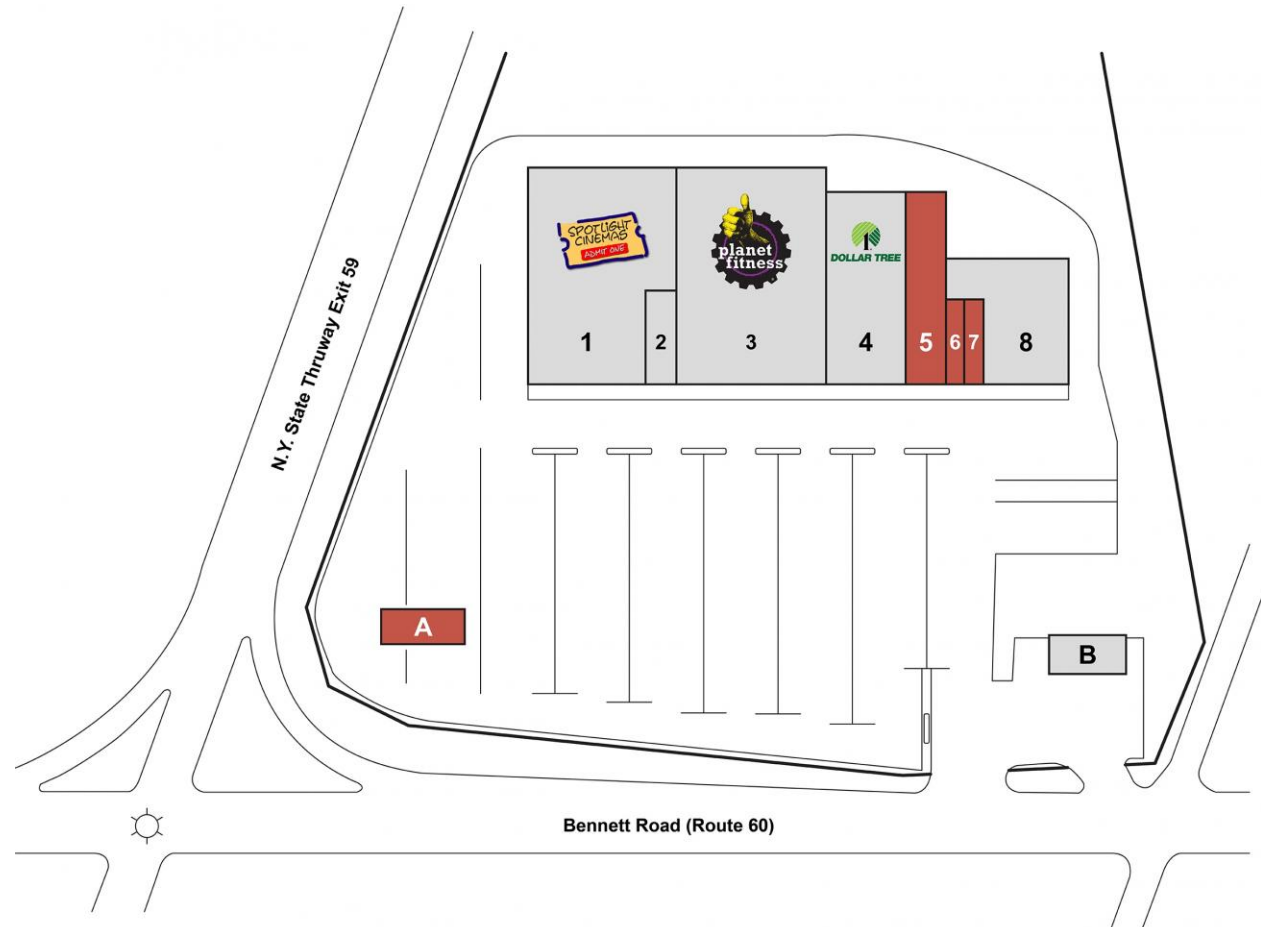 N.Y. State Thruway Exit 59
SPOTLIGHT
CINEMAS
ADMIT ONE
planet
fitness
1
DOLLAR TREE
1
2
3
4
5
6
7
8
A
B
Bennett Road (Route 60)